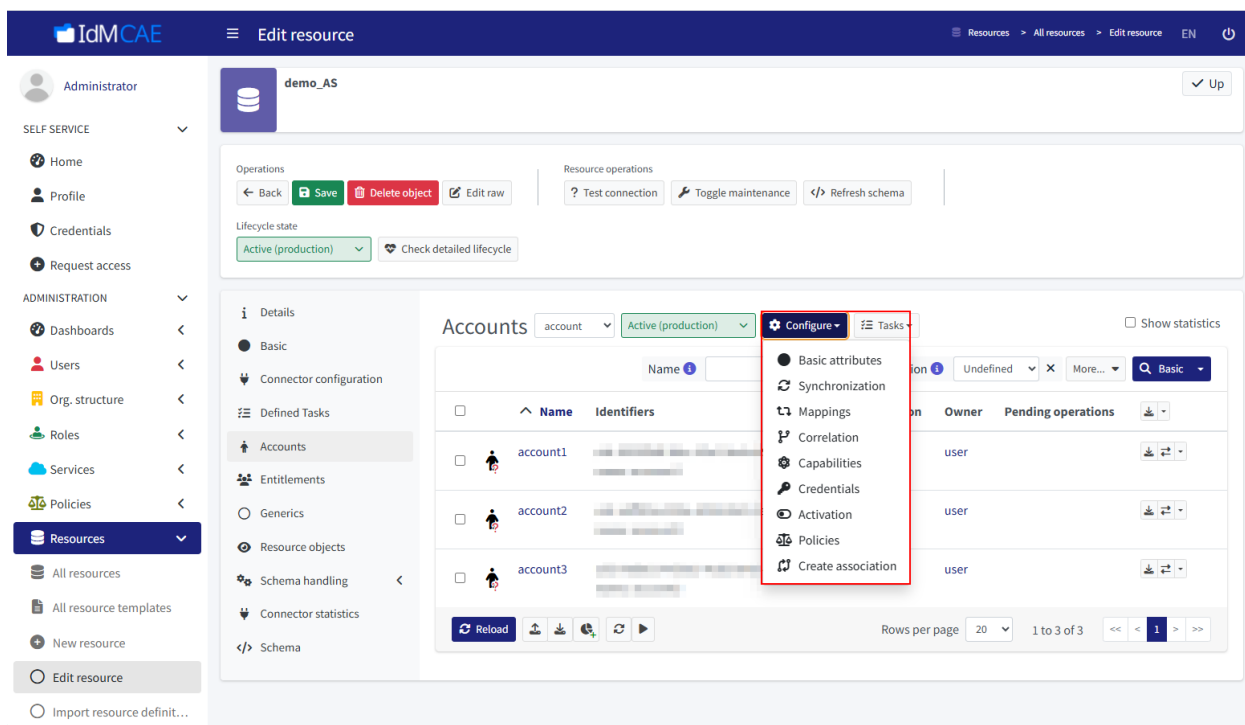 IdMCAE
Edit resource
Resources > All resources > Edit resource EN
Administrator
SELF SERVICE
Home
Profile
Credentials
Request access
ADMINISTRATION
Dashboards
Users
Org. structure
Roles
Services
Policies
Resources
All resources
All resource templates
New resource
Edit resource
Import resource definit...
demo_AS
Up
Operations
Back Save Delete object Edit raw
Resource operations
? Test connection Toggle maintenance </> Refresh schema
Lifecycle state
Active (production) Check detailed lifecycle
Details
Basic
Connector configuration
Defined Tasks
Accounts
Entitlements
Generics
Resource objects
Schema handling
Connector statistics
</> Schema
Accounts account Active (production) Configure Tasks Show statistics
Name ion Undefined More... Basic
Name Identifiers on Owner Pending operations
account1 user
account2 user
account3 user
Basic attributes
Synchronization
Mappings
Correlation
Capabilities
Credentials
Activation
Policies
Create association
Reload Rows per page 20 1 to 3 of 3 << < 1 > >>